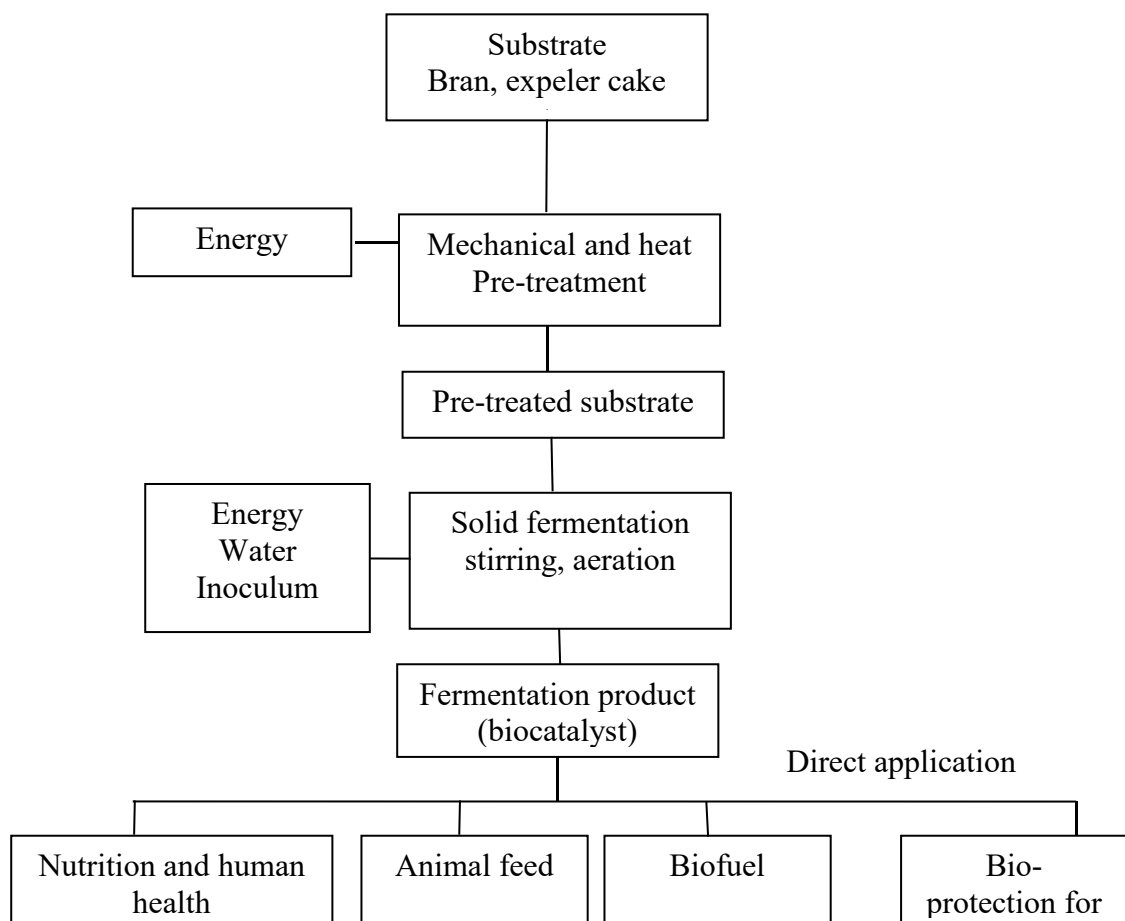 Substrate
Bran, expeler cake
Energy
Mechanical and heat
Pre-treatment
Pre-treated substrate
Energy
Water
Inoculum
Solid fermentation
stirring, aeration
Fermentation product
(biocatalyst)
Direct application
Nutrition and human
health
Animal feed
Biofuel
Bio-
protection for